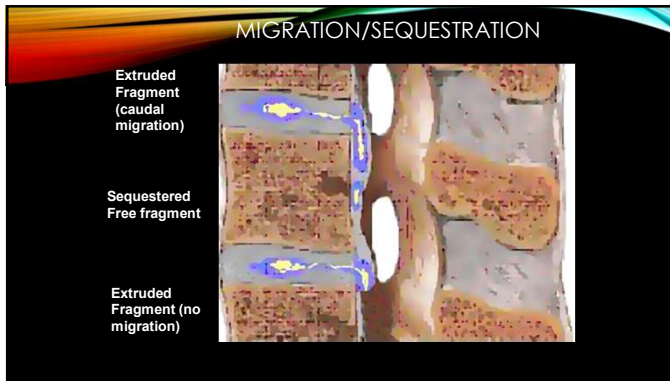 MIGRATION/SEQUESTRATION
Extruded
Fragment
(caudal
migration)
Sequestered
Free fragment
Extruded
Fragment (no
migration)